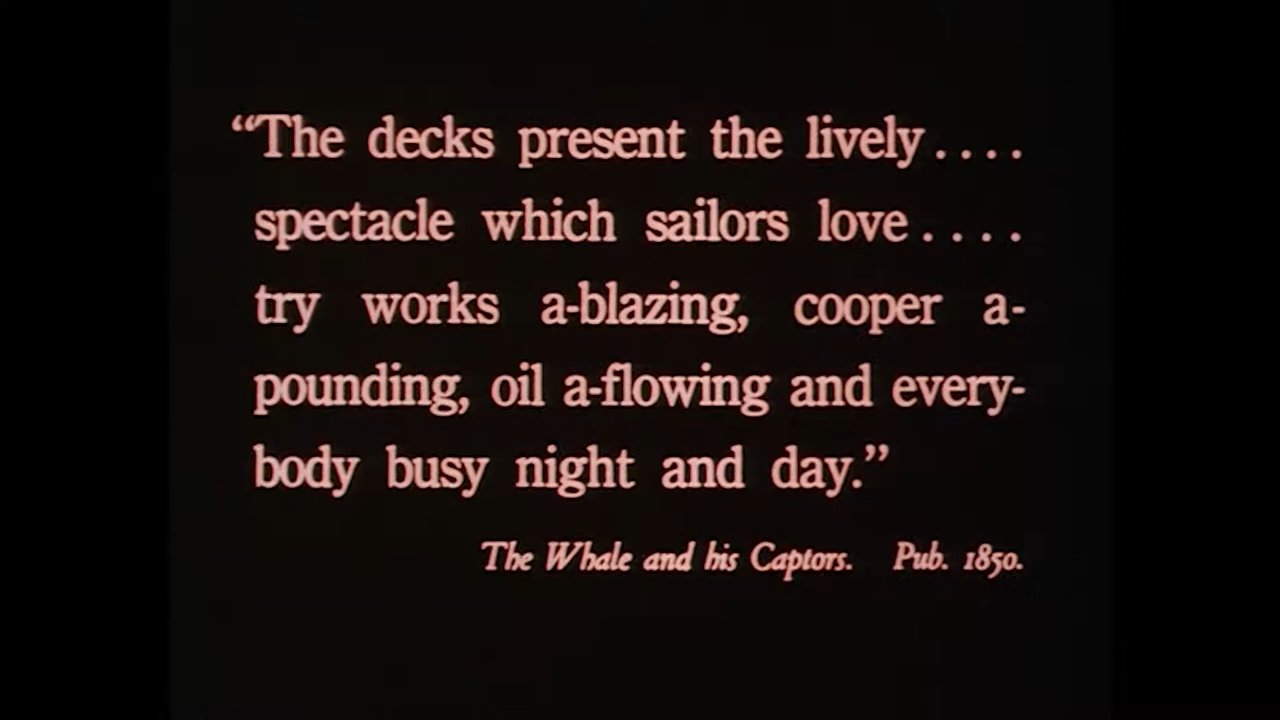 “The decks present the lively....
spectacle which sailors love....
try works a-blazing, cooper a-
pounding, oil a-flowing and every-
body busy night and day.”
The Whale and his Captors. Pub. 1850.